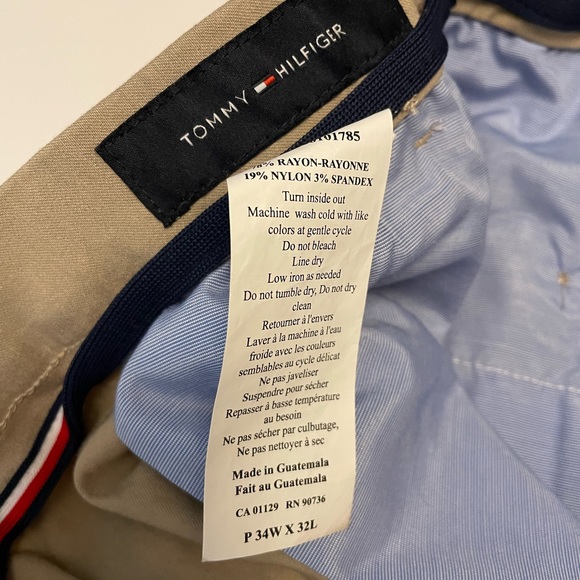 TOMMY HILFIGER
61785
RAYON-RAYONNE
19% NYLON 3% SPANDEX
Turn inside out
Machine wash cold with like
colors at gentle cycle
Do not bleach
Line dry
Low iron as needed
Do not tumble dry, Do not dry
clean
Retourner à l'envers
Laver à la machine à l'eau
froide avec les couleurs
semblables au cycle délicat
Ne pas javeliser
Suspendre pour sécher
Repasser à basse température
au besoin
Ne pas sécher par culbutage,
Ne pas nettoyer à sec
Made in Guatemala
Fait au Guatemala
CA 01129 RN 90736
P 34W X 32L